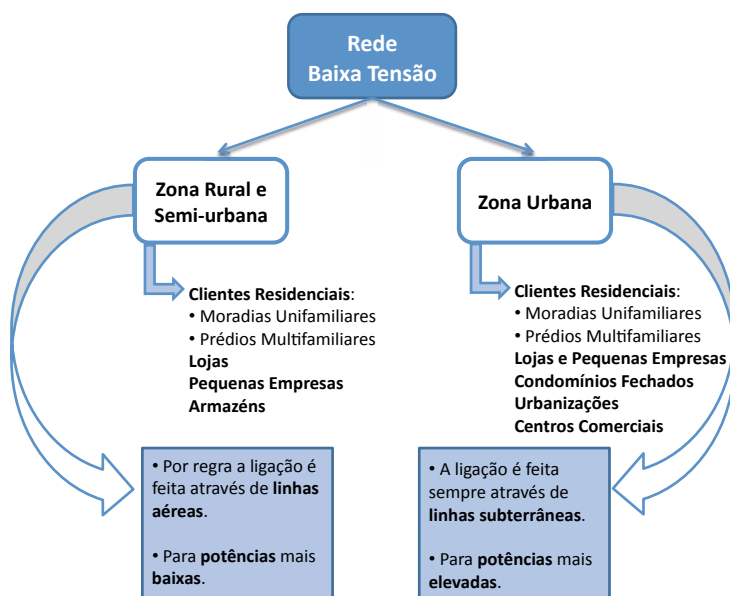 Rede
Baixa Tensão
Zona Rural e
Semi-urbana
Clientes Residenciais:
• Moradias Unifamiliares
• Prédios Multifamiliares
Lojas
Pequenas Empresas
Armazéns
• Por regra a ligação é
feita através de linhas
aéreas.
• Para potências mais
baixas.
Zona Urbana
Clientes Residenciais:
• Moradias Unifamiliares
• Prédios Multifamiliares
Lojas e Pequenas Empresas
Condomínios Fechados
Urbanizações
Centros Comerciais
• A ligação é feita
sempre através de
linhas subterrâneas.
• Para potências mais
elevadas.